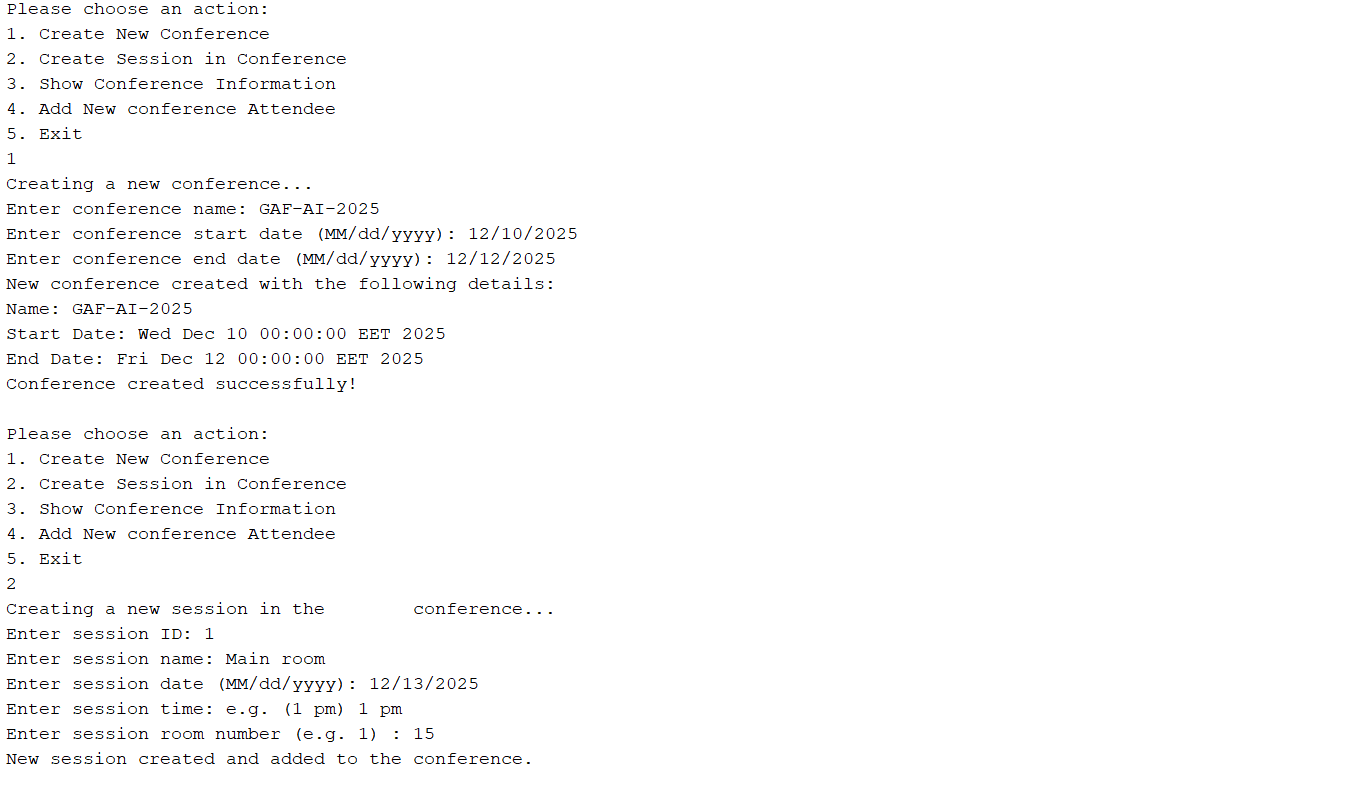 Please choose an action:
1. Create New Conference
2. Create Session in Conference
3. Show Conference Information
4. Add New conference Attendee
5. Exit
1
Creating a new conference...
Enter conference name: GAF-AI-2025
Enter conference start date (MM/dd/yyyy): 12/10/2025
Enter conference end date (MM/dd/yyyy): 12/12/2025
New conference created with the following details:
Name: GAF-AI-2025
Start Date: Wed Dec 10 00:00:00 EET 2025
End Date: Fri Dec 12 00:00:00 EET 2025
Conference created successfully!
Please choose an action:
1. Create New Conference
2. Create Session in Conference
3. Show Conference Information
4. Add New conference Attendee
5. Exit
2
Creating a new session in the        conference...
Enter session ID: 1
Enter session name: Main room
Enter session date (MM/dd/yyyy): 12/13/2025
Enter session time: e.g. (1 pm) 1 pm
Enter session room number (e.g. 1) : 15
New session created and added to the conference.